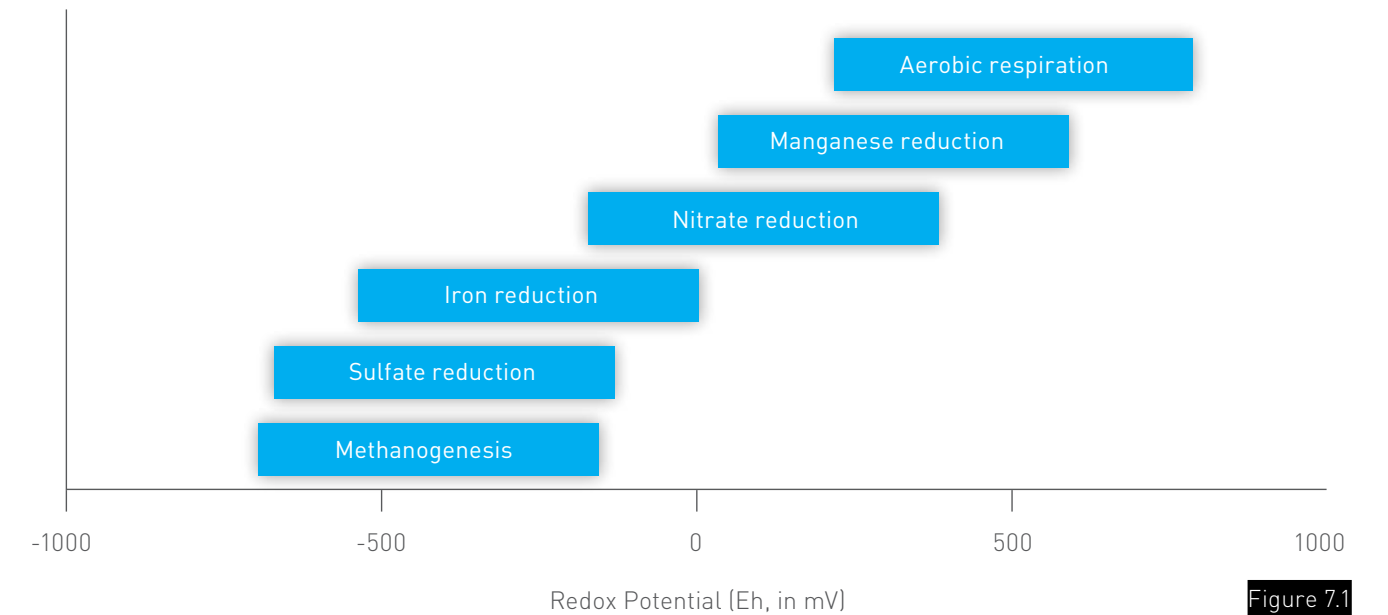 Aerobic respiration
Manganese reduction
Nitrate reduction
Iron reduction
Sulfate reduction
Methanogenesis
-1000 -500 0 500 1000
Redox Potential (Eh, in mV)
Figure 7.1